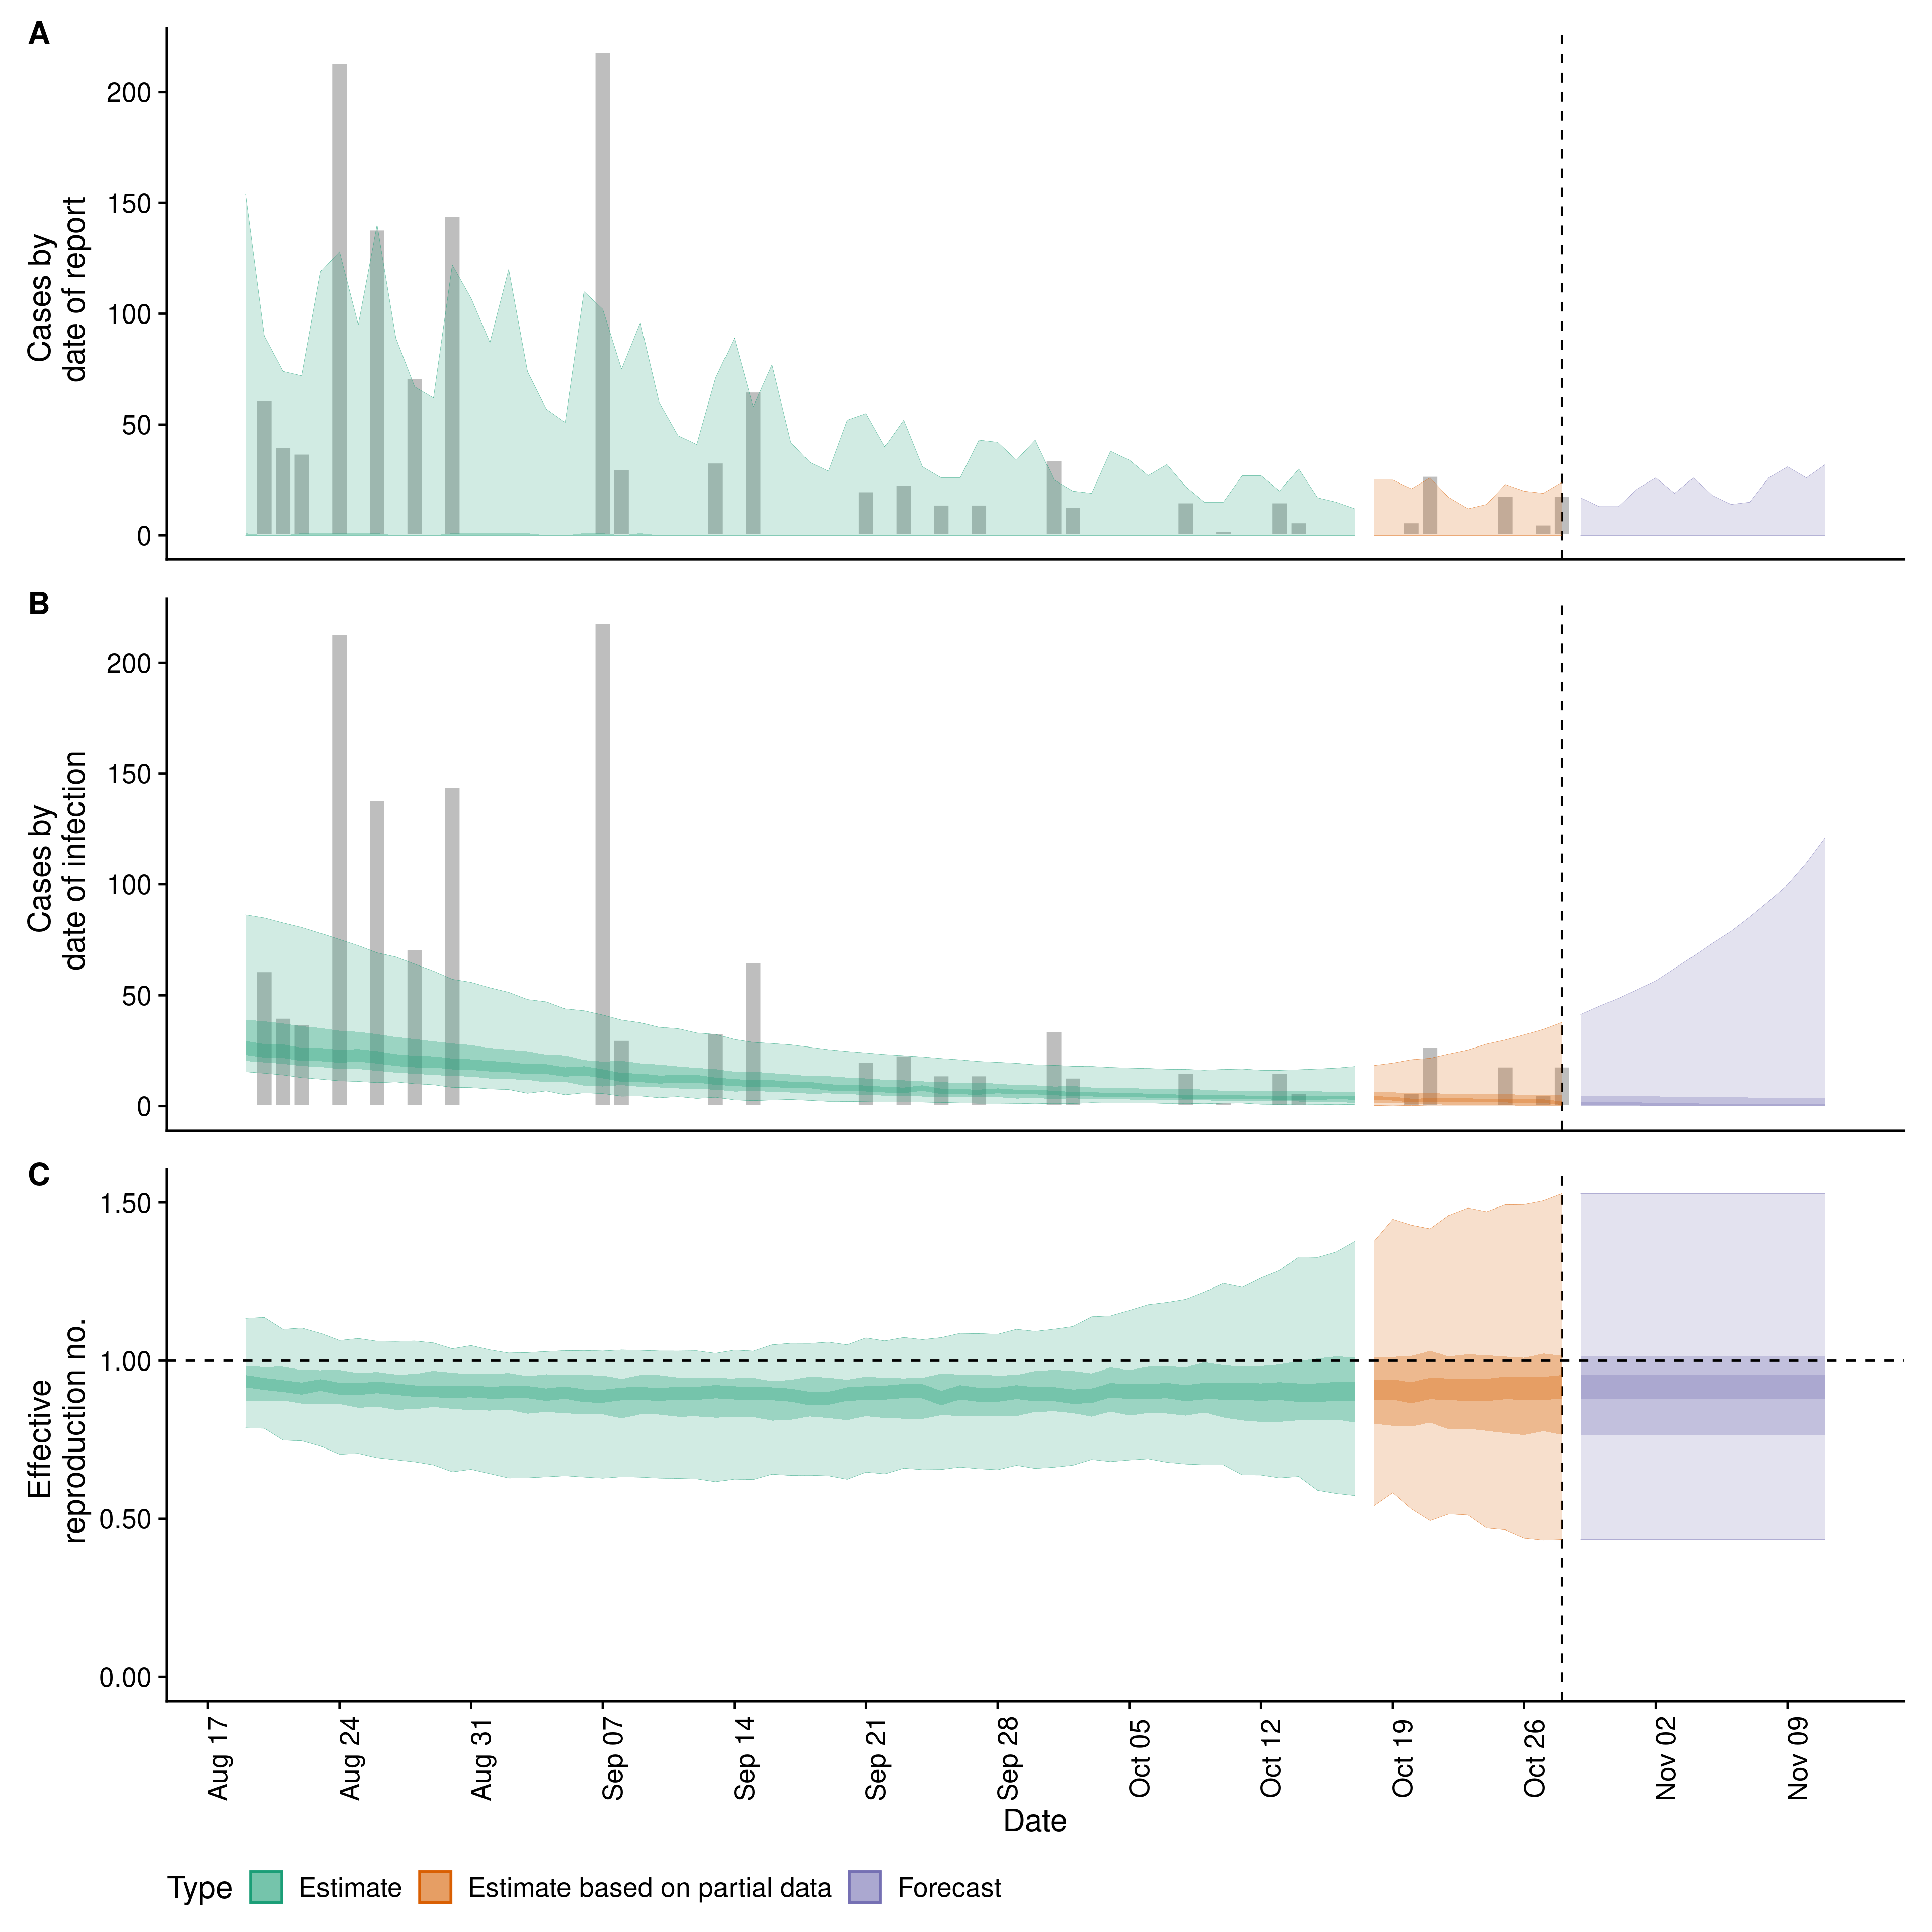 A
Cases by
date of report
200
150
100
50
0
B
Cases by
date of infection
200
150
100
50
0
C
Effective
reproduction no.
1.50
1.00
0.50
0.00
Aug 17
Aug 24
Aug 31
Sep 07
Sep 14
Sep 21
Sep 28
Oct 05
Oct 12
Oct 19
Oct 26
Nov 02
Nov 09
Date
Type Estimate Estimate based on partial data Forecast